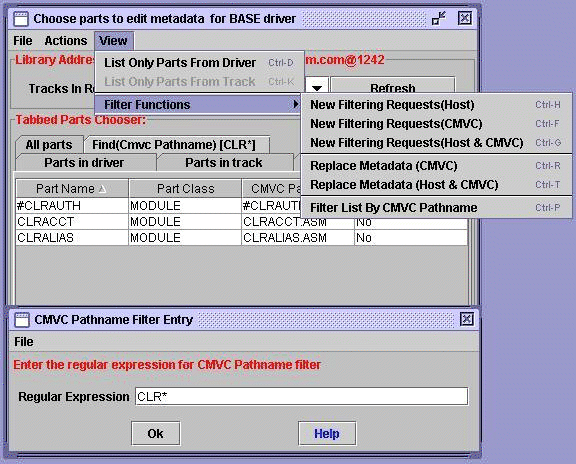 Choose parts to edit metadata for BASE driver
File Actions View
Library Addres m.com@1242
List Only Parts From Driver Ctrl-D
List Only Parts From Track Ctrl-K
Tracks In Re Refresh
Filter Functions
New Filtering Requests(Host) Ctrl-H
New Filtering Requests(CMVC) Ctrl-F
New Filtering Requests(Host & CMVC) Ctrl-G
Replace Metadata (CMVC) Ctrl-R
Replace Metadata (Host & CMVC) Ctrl-T
Filter List By CMVC Pathname Ctrl-P
Tabbed Parts Chooser:
All parts Find(Cmvc Pathname) [CLR*]
Parts in driver Parts in track
Part Name Part Class CMVC Pa
#CLRAUTH MODULE #CLRAUTH
CLRACCT MODULE CLRACCT.ASM No
CLRALIAS MODULE CLRALIAS.ASM No
CMVC Pathname Filter Entry
File
Enter the regular expression for CMVC Pathname filter
Regular Expression CLR*
Ok Help